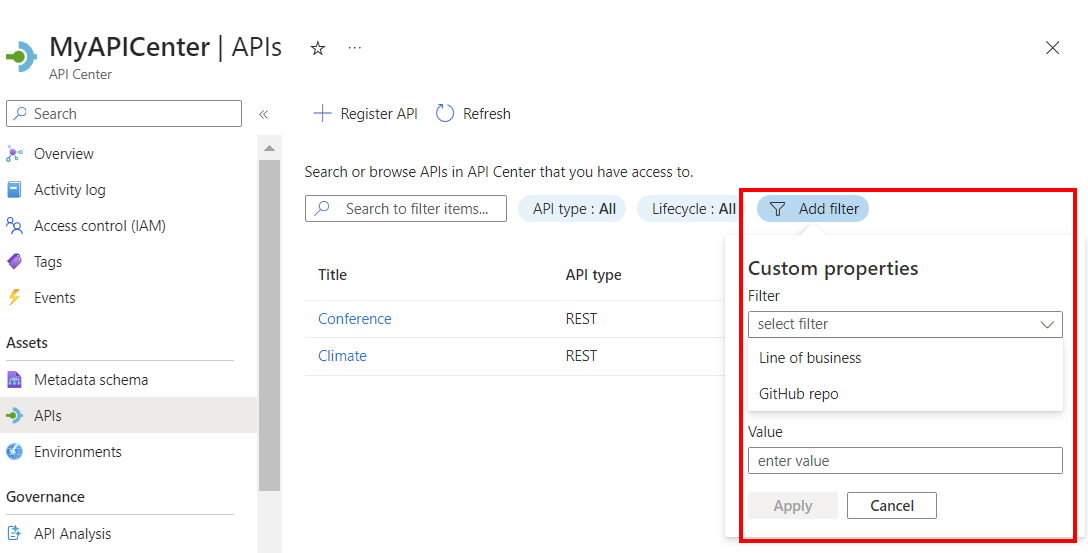 MyAPICenter | APIs
API Center
Search
Overview
Activity log
Access control (IAM)
Tags
Events
Assets
Metadata schema
APIs
Environments
Governance
API Analysis
Register API Refresh
Search or browse APIs in API Center that you have access to.
Search to filter items... API type : All Lifecycle : All Add filter
Title API type
Conference REST
Climate REST
Custom properties
Filter
select filter
Line of business
GitHub repo
Value
enter value
Apply Cancel